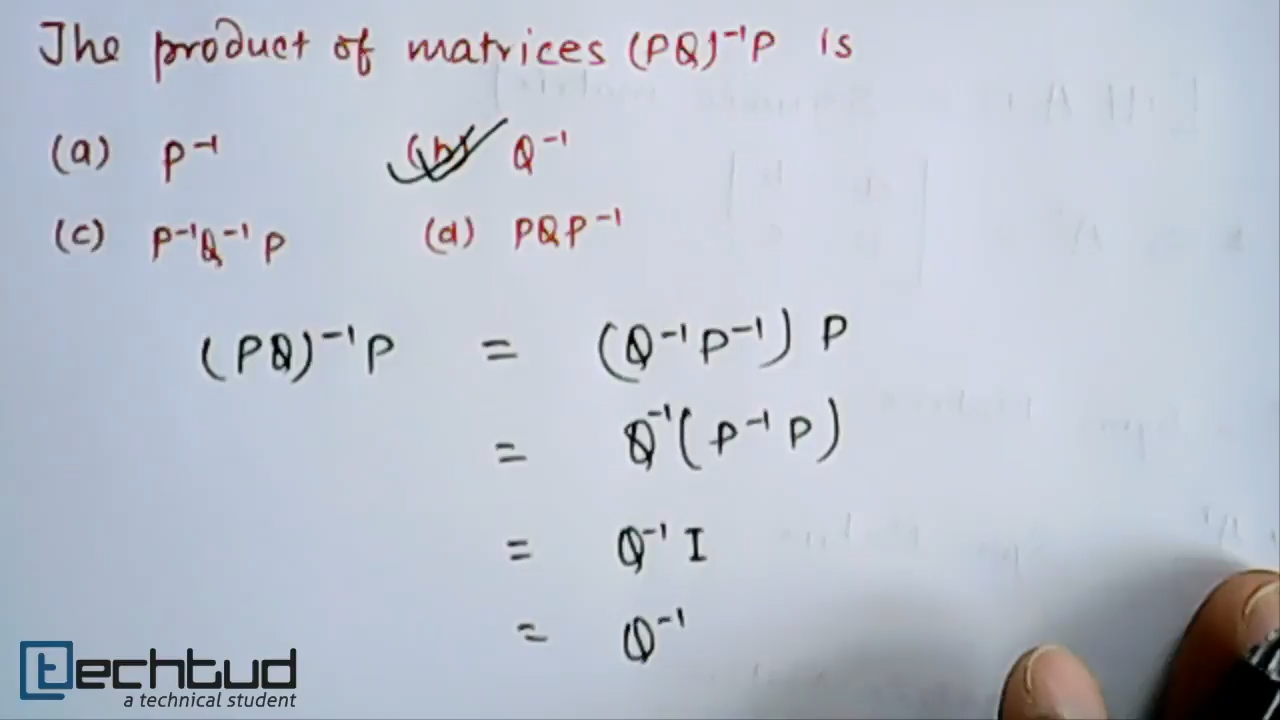 The product of matrices (PQ)⁻¹P is
(a) P⁻¹ (b) Q⁻¹
(c) P⁻¹Q⁻¹P (d) PQP⁻¹
(PQ)⁻¹P = (Q⁻¹P⁻¹) P
= Q⁻¹(P⁻¹P)
= Q⁻¹ I
= Q⁻¹
techtud
a technical student